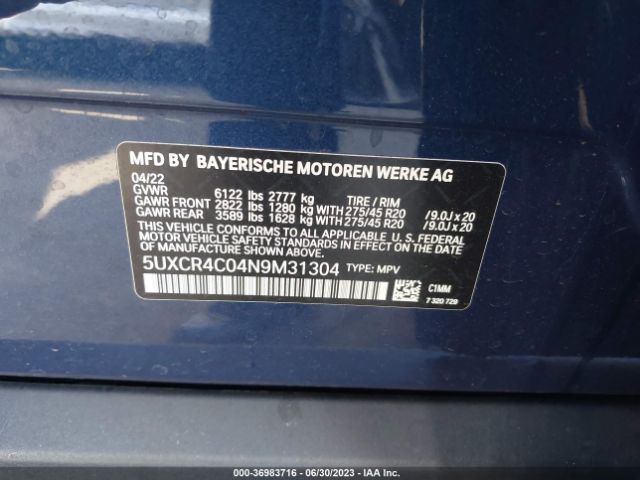 MFD BY BAYERISCHE MOTOREN WERKE AG
04/22
GVWR 6122 lbs 2777 kg TIRE / RIM
GAWR FRONT 2822 lbs 1280 kg WITH 275/45 R20 /9.0J x 20
GAWR REAR 3589 lbs 1628 kg WITH 275/45 R20 /9.0J x 20
THIS VEHICLE CONFORMS TO ALL APPLICABLE U.S. FEDERAL
MOTOR VEHICLE SAFETY STANDARDS IN EFFECT ON THE DATE OF
MANUFACTURE SHOWN ABOVE.
5UXCR4C04N9M31304 TYPE: MPV
C1MM
7 320 729
000-36983716 - 06/30/2023 - IAA Inc.